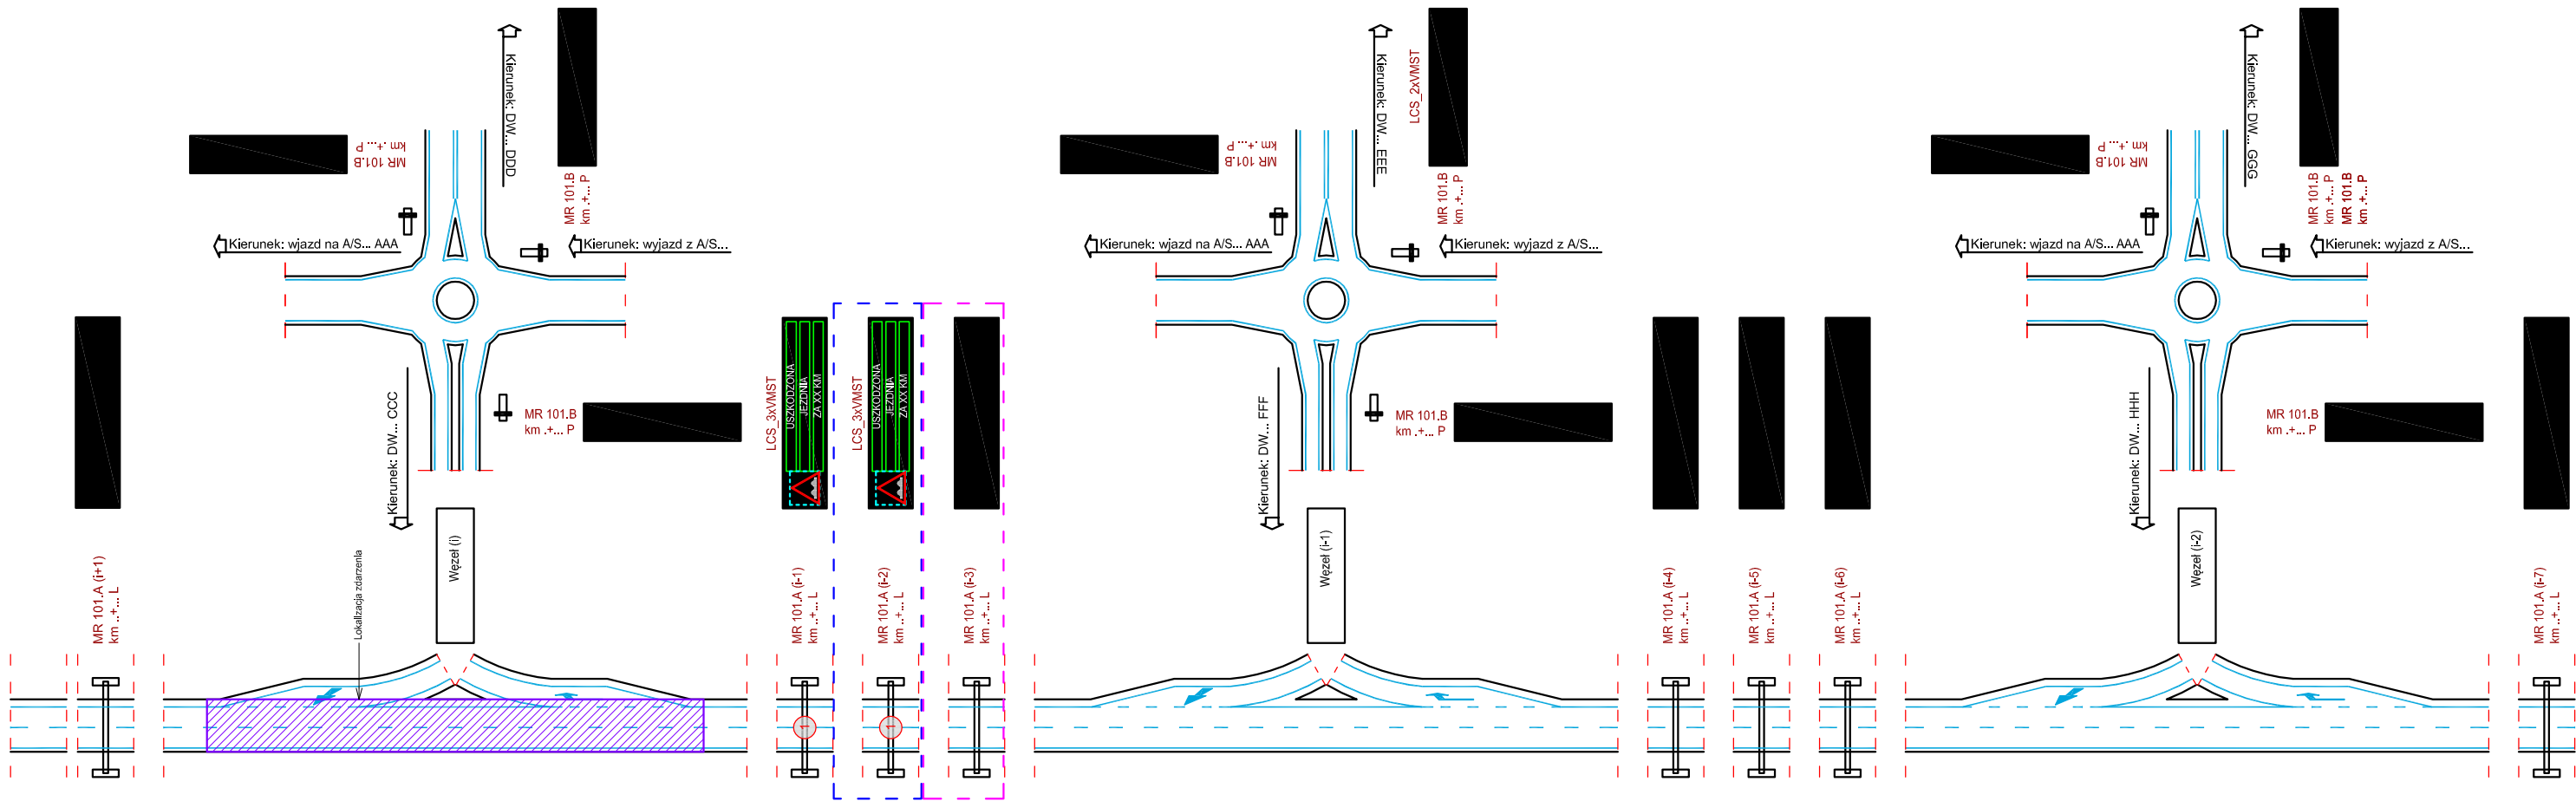 Kierunek: DW... DDD
MR 101.B
km .+... P
MR 101.B
km .+... P
Kierunek: wjazd na A/S... AAA
Kierunek: wyjazd z A/S...
Kierunek: DW... CCC
MR 101.B
km .+... P
Węzeł (i)
Lokalizacja zdarzenia
MR 101.A (i+1)
km ..+... L
LCS_3xVMST
USZKODZONA
JEZDNIA
ZA XX KM
MR 101.A (i-1)
km ..+... L
LCS_3xVMST
USZKODZONA
JEZDNIA
ZA XX KM
MR 101.A (i-2)
km ..+... L
MR 101.A (i-3)
km ..+... L
Kierunek: DW... EEE
LCS_2xVMST
MR 101.B
km .+... P
MR 101.B
km .+... P
Kierunek: wjazd na A/S... AAA
Kierunek: wyjazd z A/S...
Kierunek: DW... FFF
MR 101.B
km .+... P
Węzeł (i-1)
MR 101.A (i-4)
km ..+... L
MR 101.A (i-5)
km ..+... L
MR 101.A (i-6)
km ..+... L
Kierunek: DW... GGG
MR 101.B
km .+... P
MR 101.B
km .+... P
MR 101.B
km .+... P
Kierunek: wjazd na A/S... AAA
Kierunek: wyjazd z A/S...
Kierunek: DW... HHH
MR 101.B
km .+... P
Węzeł (i-2)
MR 101.A (i-7)
km ..+... L